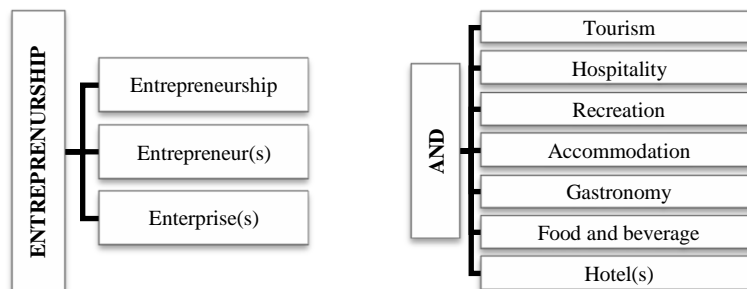 ENTREPRENURSHIP
Entrepreneurship
Entrepreneur(s)
Enterprise(s)
AND
Tourism
Hospitality
Recreation
Accommodation
Gastronomy
Food and beverage
Hotel(s)